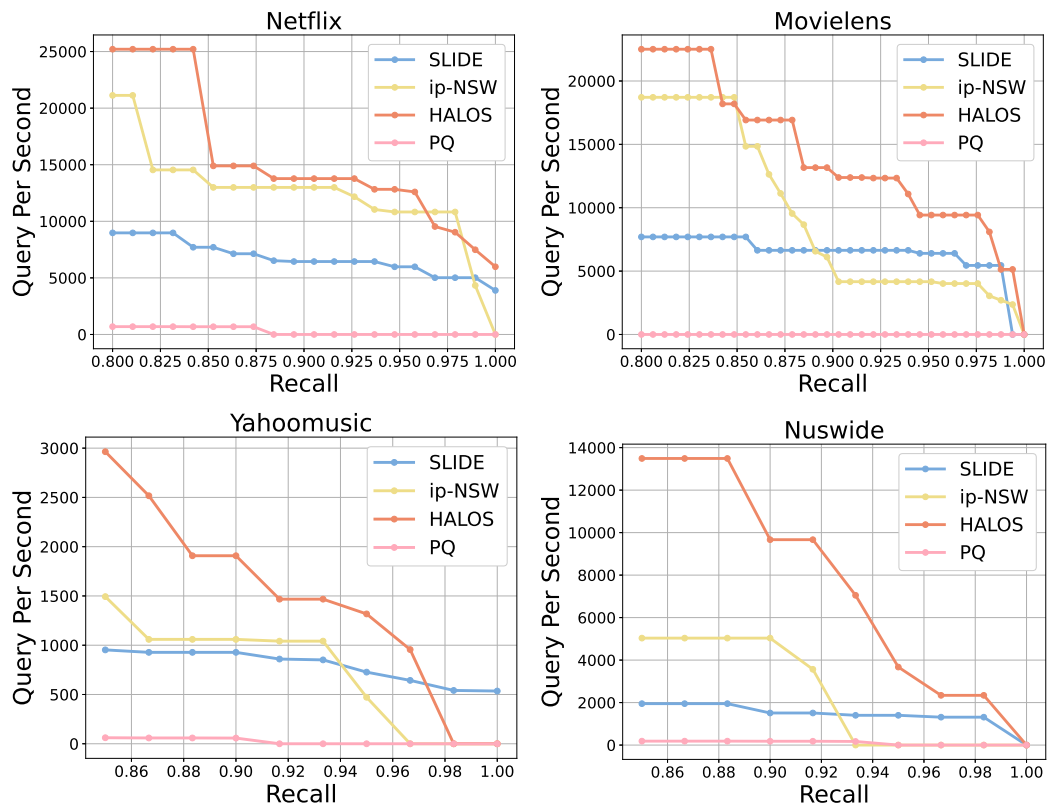 Netflix
Query Per Second
25000
20000
15000
10000
5000
0
SLIDE
ip-NSW
HALOS
PQ
0.800 0.825 0.850 0.875 0.900 0.925 0.950 0.975 1.000
Recall
Movielens
Query Per Second
20000
15000
10000
5000
0
SLIDE
ip-NSW
HALOS
PQ
0.800 0.825 0.850 0.875 0.900 0.925 0.950 0.975 1.000
Recall
Yahoomusic
Query Per Second
3000
2500
2000
1500
1000
500
0
SLIDE
ip-NSW
HALOS
PQ
0.86 0.88 0.90 0.92 0.94 0.96 0.98 1.00
Recall
Nuswide
Query Per Second
14000
12000
10000
8000
6000
4000
2000
0
SLIDE
ip-NSW
HALOS
PQ
0.86 0.88 0.90 0.92 0.94 0.96 0.98 1.00
Recall